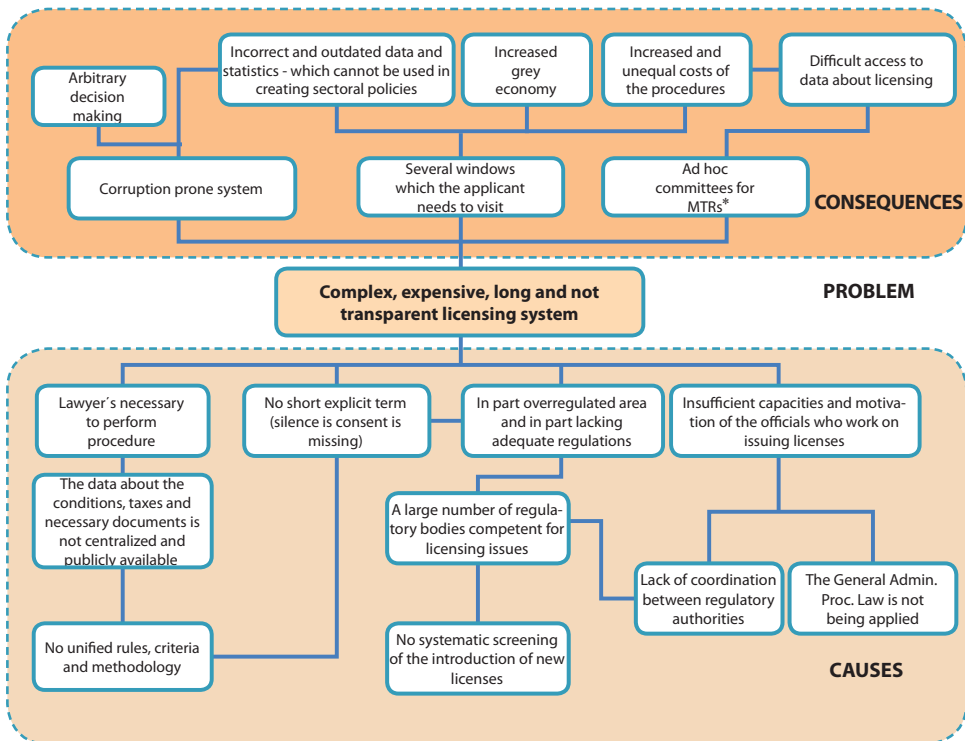 Arbitrary
decision
making
Incorrect and outdated data and
statistics - which cannot be used in
creating sectoral policies
Increased
grey
economy
Increased and
unequal costs of
the procedures
Difficult access to
data about licensing
Corruption prone system
Several windows
which the applicant
needs to visit
Ad hoc
committees for
MTRs*
CONSEQUENCES
Complex, expensive, long and not
transparent licensing system
PROBLEM
Lawyer´s necessary
to perform
procedure
No short explicit term
(silence is consent is
missing)
In part overregulated area
and in part lacking
adequate regulations
Insufficient capacities and motiva-
tion of the officials who work on
issuing licenses
The data about the
conditions, taxes and
necessary documents is
not centralized and
publicly available
A large number of regula-
tory bodies competent for
licensing issues
Lack of coordination
between regulatory
authorities
The General Admin.
Proc. Law is not
being applied
No unified rules, criteria
and methodology
No systematic screening
of the introduction of new
licenses
CAUSES